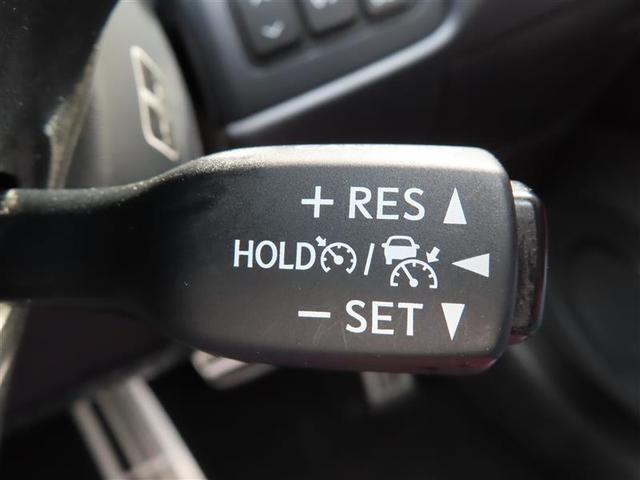 + RES ▲
HOLD / ◀
− SET ▼